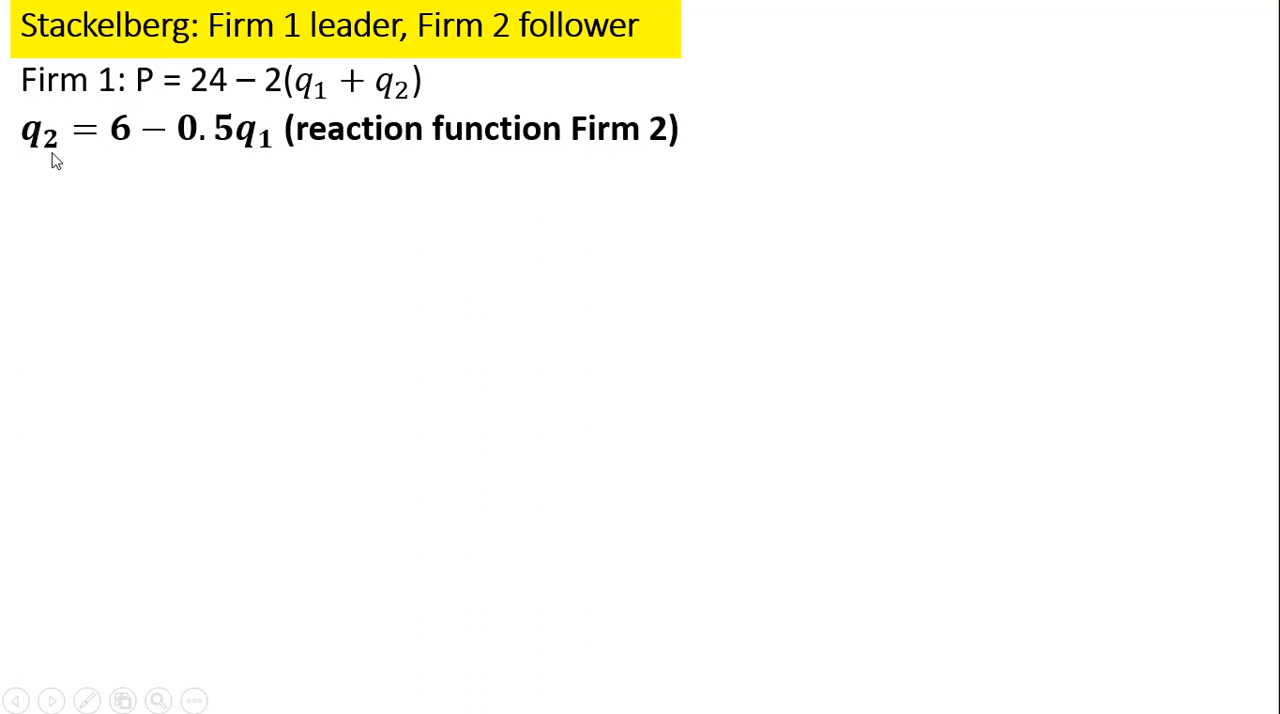 Stackelberg: Firm 1 leader, Firm 2 follower
Firm 1: P = 24 – 2(q₁ + q₂)
q₂ = 6 − 0.5q₁ (reaction function Firm 2)